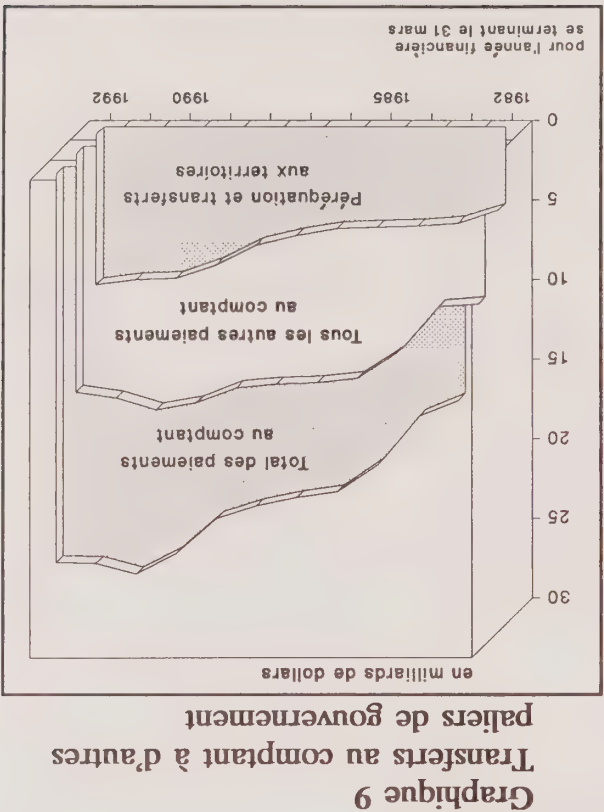 Graphique 9
Transferts au comptant à d'autres
paliers de gouvernement
en milliards de dollars
30
25
20
15
10
5
0
Total des paiements
au comptant
Tous les autres paiements
au comptant
Péréquation et transferts
aux territoires
1982 1985 1990 1992
pour l'année financière
se terminant le 31 mars